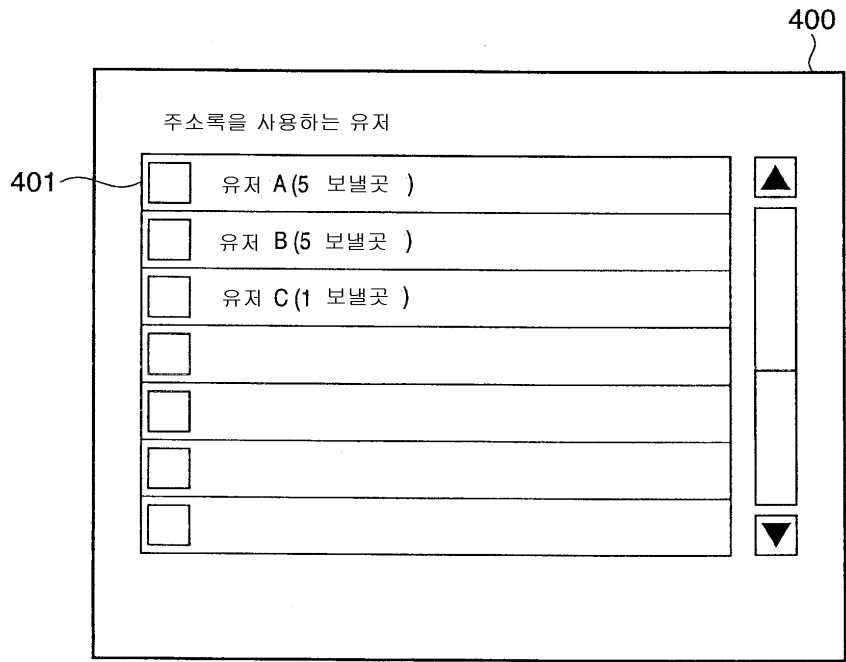 400
주소록을 사용하는 유저
401
유저 A (5 보낼곳 )
유저 B (5 보낼곳 )
유저 C (1 보낼곳 )